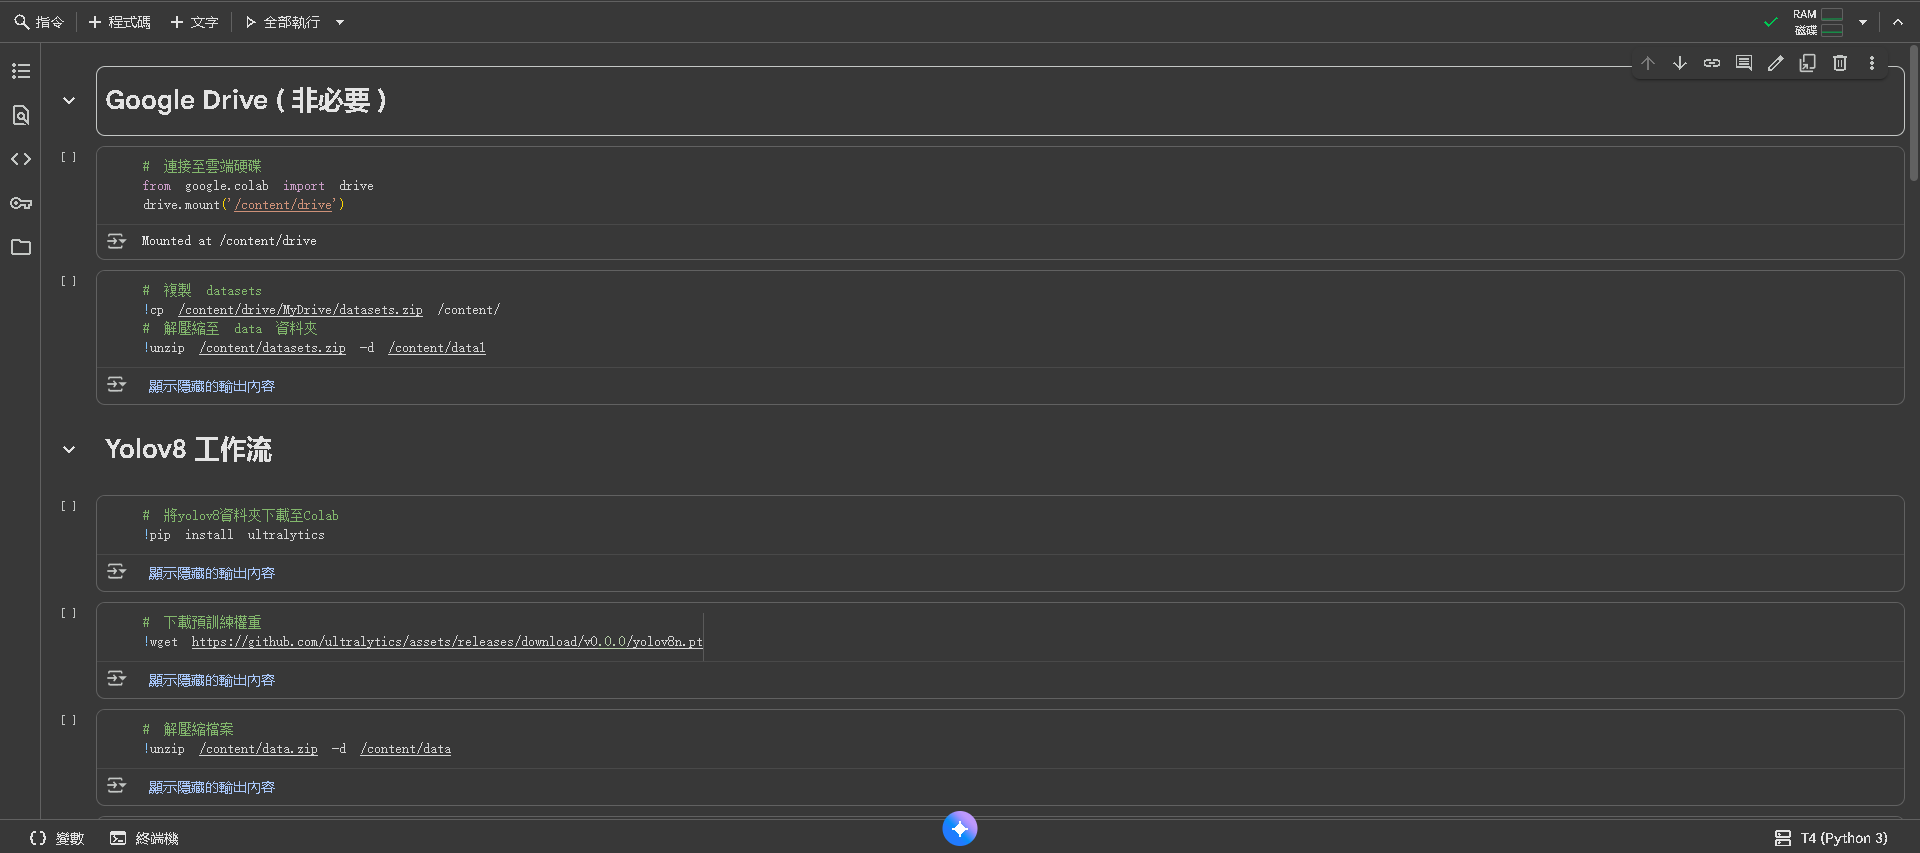 指令 + 程式碼 + 文字 全部執行
RAM
磁碟
Google Drive ( 非必要 )
[ ]
# 連接至雲端硬碟
from google.colab import drive
drive.mount('/content/drive')
Mounted at /content/drive
[ ]
# 複製 datasets
!cp /content/drive/MyDrive/datasets.zip /content/
# 解壓縮至 data 資料夾
!unzip /content/datasets.zip -d /content/data1
顯示隱藏的輸出內容
Yolov8 工作流
[ ]
# 將yolov8資料夾下載至Colab
!pip install ultralytics
顯示隱藏的輸出內容
[ ]
# 下載預訓練權重
!wget https://github.com/ultralytics/assets/releases/download/v0.0.0/yolov8n.pt
顯示隱藏的輸出內容
[ ]
# 解壓縮檔案
!unzip /content/data.zip -d /content/data
顯示隱藏的輸出內容
變數 終端機 T4 (Python 3)